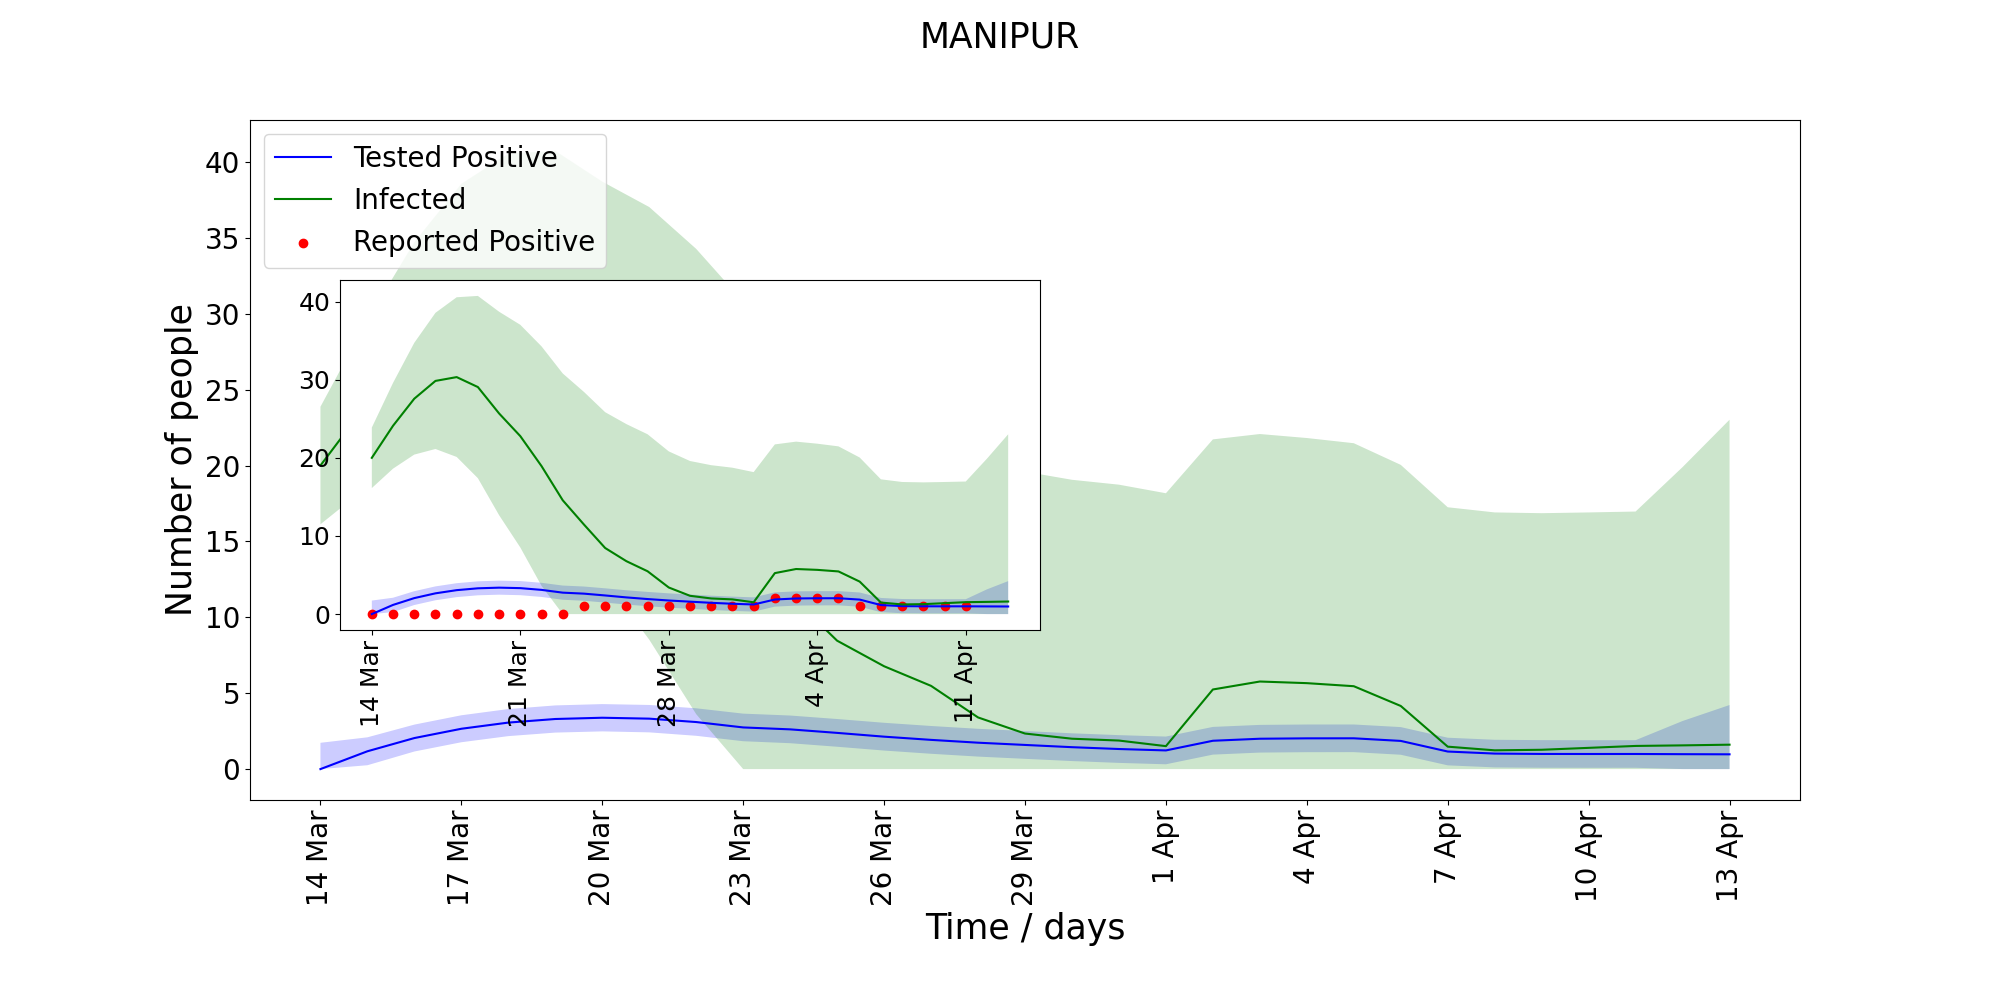 MANIPUR
Tested Positive
Infected
Reported Positive
Number of people
40
35
30
25
20
15
10
5
0
40
30
20
10
0
14 Mar
21 Mar
28 Mar
4 Apr
11 Apr
14 Mar
17 Mar
20 Mar
23 Mar
26 Mar
29 Mar
1 Apr
4 Apr
7 Apr
10 Apr
13 Apr
Time / days